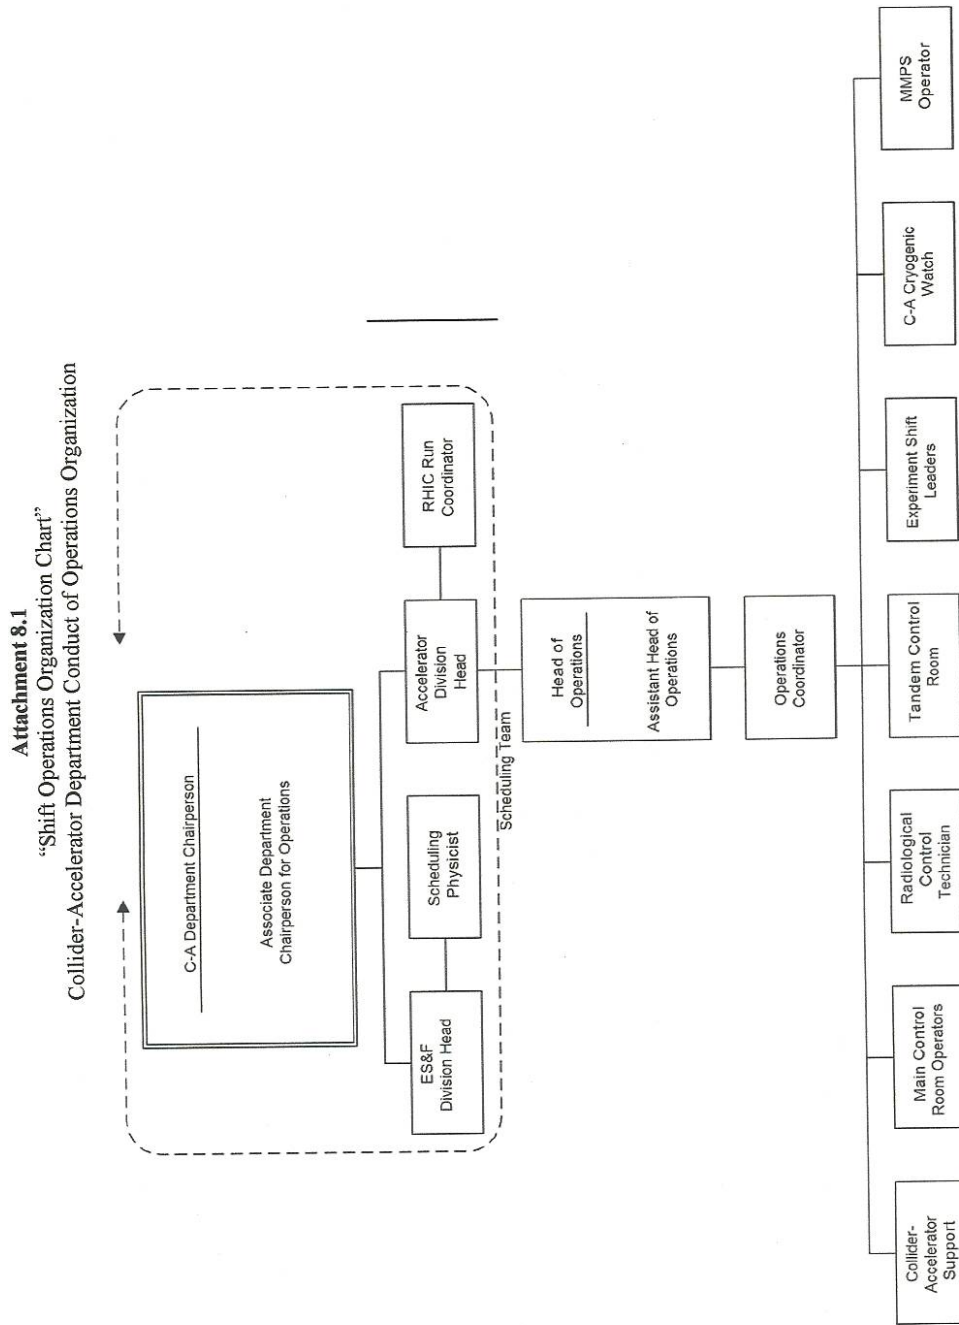 Attachment 8.1
“Shift Operations Organization Chart”
Collider-Accelerator Department Conduct of Operations Organization
C-A Department Chairperson
Associate Department
Chairperson for Operations
ES&F
Division Head
Scheduling
Physicist
Accelerator
Division
Head
RHIC Run
Coordinator
Scheduling Team
Head of
Operations
Assistant Head of
Operations
Operations
Coordinator
Collider-
Accelerator
Support
Main Control
Room Operators
Radiological
Control
Technician
Tandem Control
Room
Experiment Shift
Leaders
C-A Cryogenic
Watch
MMPS
Operator